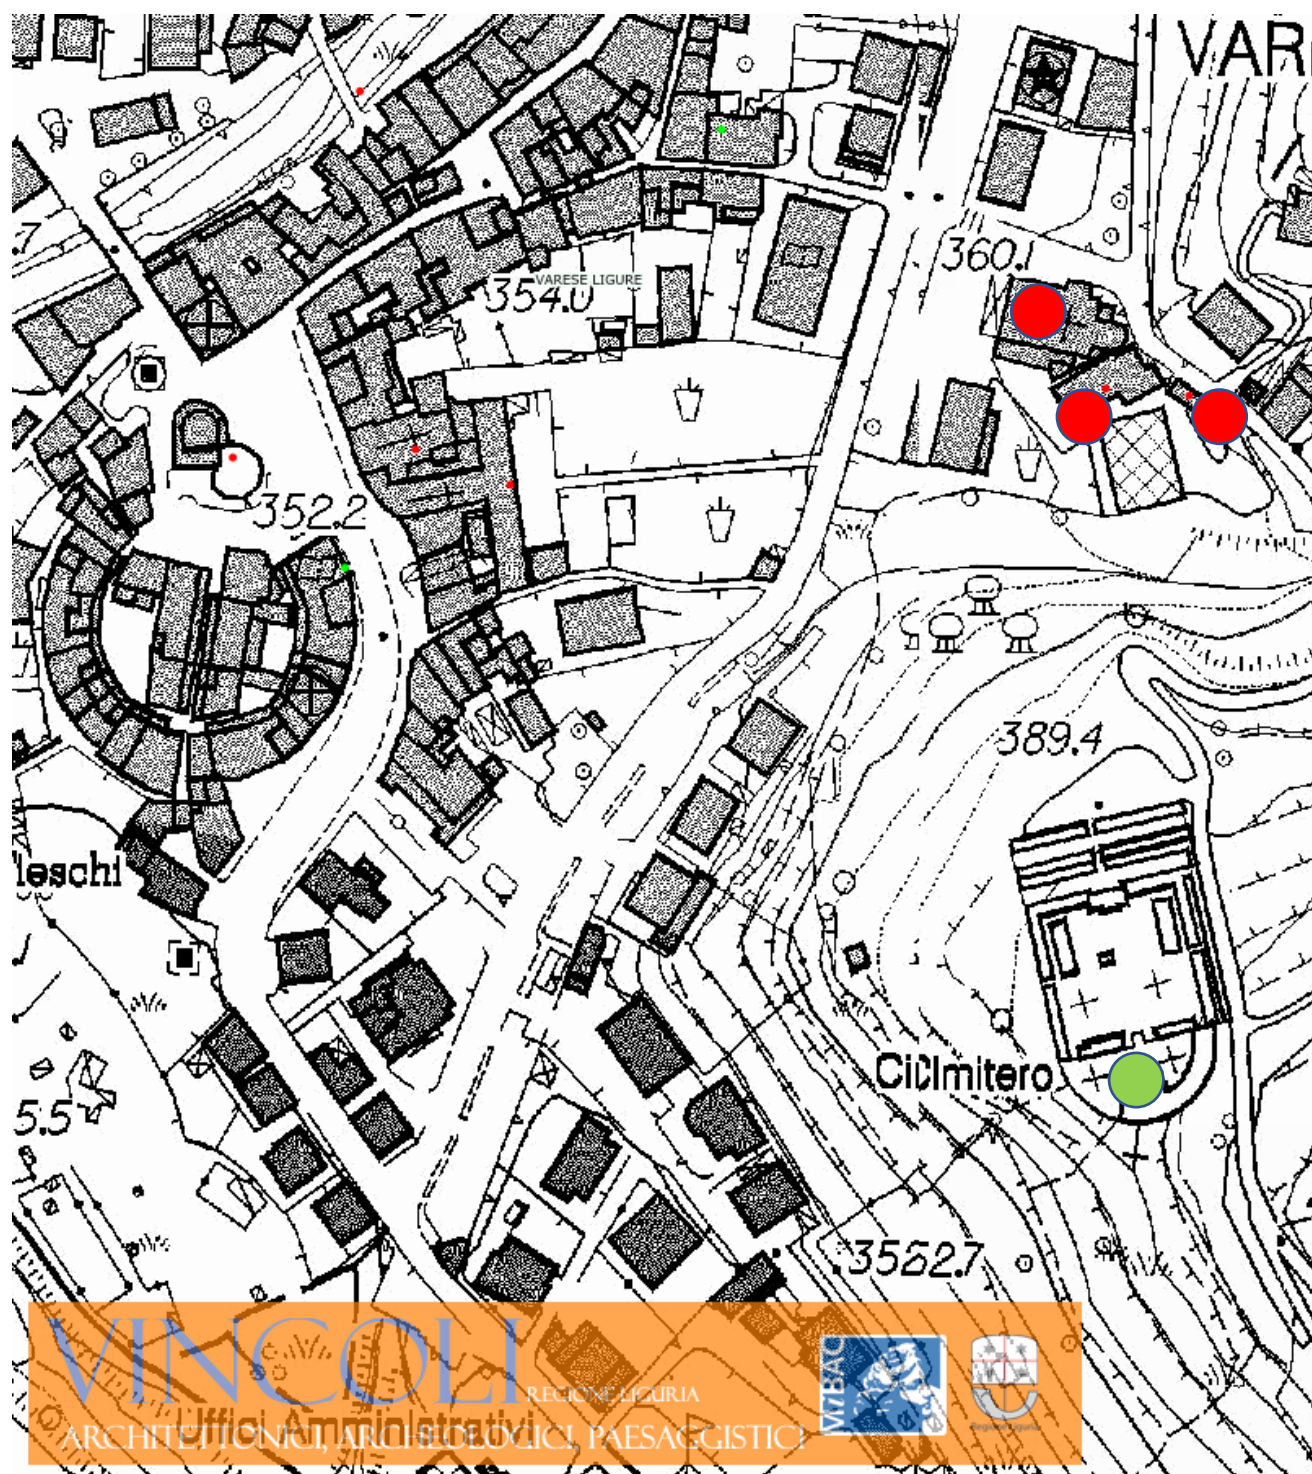 VAR
.7
360.1
VARESE LIGURE
354.0
352.2
389.4
leschi
Cimitero
5.5
VINCOLI REGIONE LIGURIA
MiBAC
Uffici Amministrativi
ARCHITETTONICI, ARCHEOLOGICI, PAESAGGISTICI